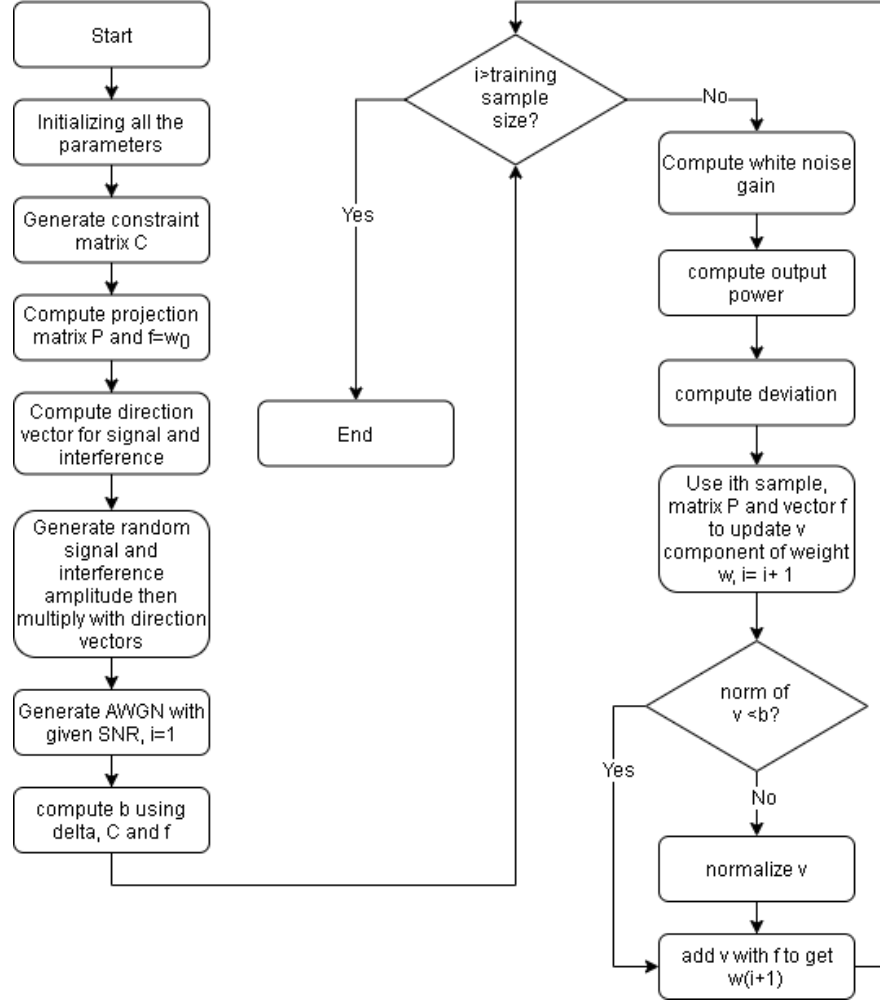 Start
Initializing all the
parameters
Generate constraint
matrix C
Compute projection
matrix P and f=w0
Compute direction
vector for signal and
interference
Generate random
signal and
interference
amplitude then
multiply with direction
vectors
Generate AWGN with
given SNR, i=1
compute b using
delta, C and f
i>training
sample
size?
Yes
End
No
Compute white noise
gain
compute output
power
compute deviation
Use ith sample,
matrix P and vector f
to update v
component of weight
w, i= i+ 1
norm of
v <b?
Yes
No
normalize v
add v with f to get
w(i+1)